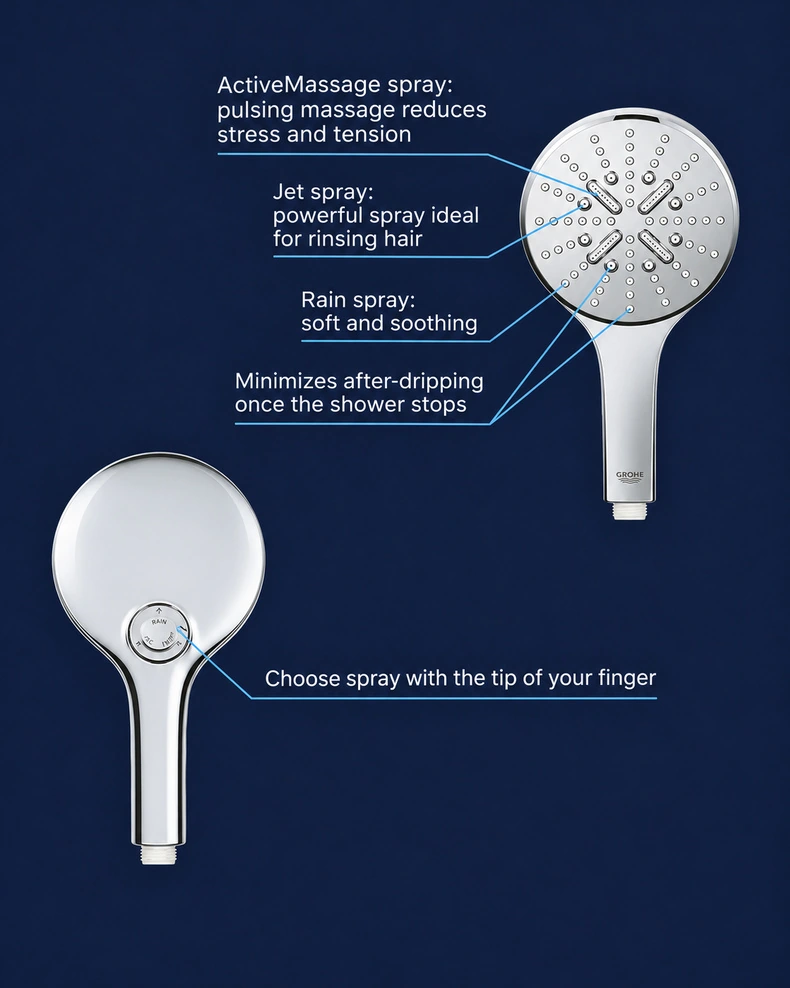 ActiveMassage spray:
pulsing massage reduces
stress and tension
Jet spray:
powerful spray ideal
for rinsing hair
Rain spray:
soft and soothing
Minimizes after-dripping
once the shower stops
GROHE
RAIN
Choose spray with the tip of your finger